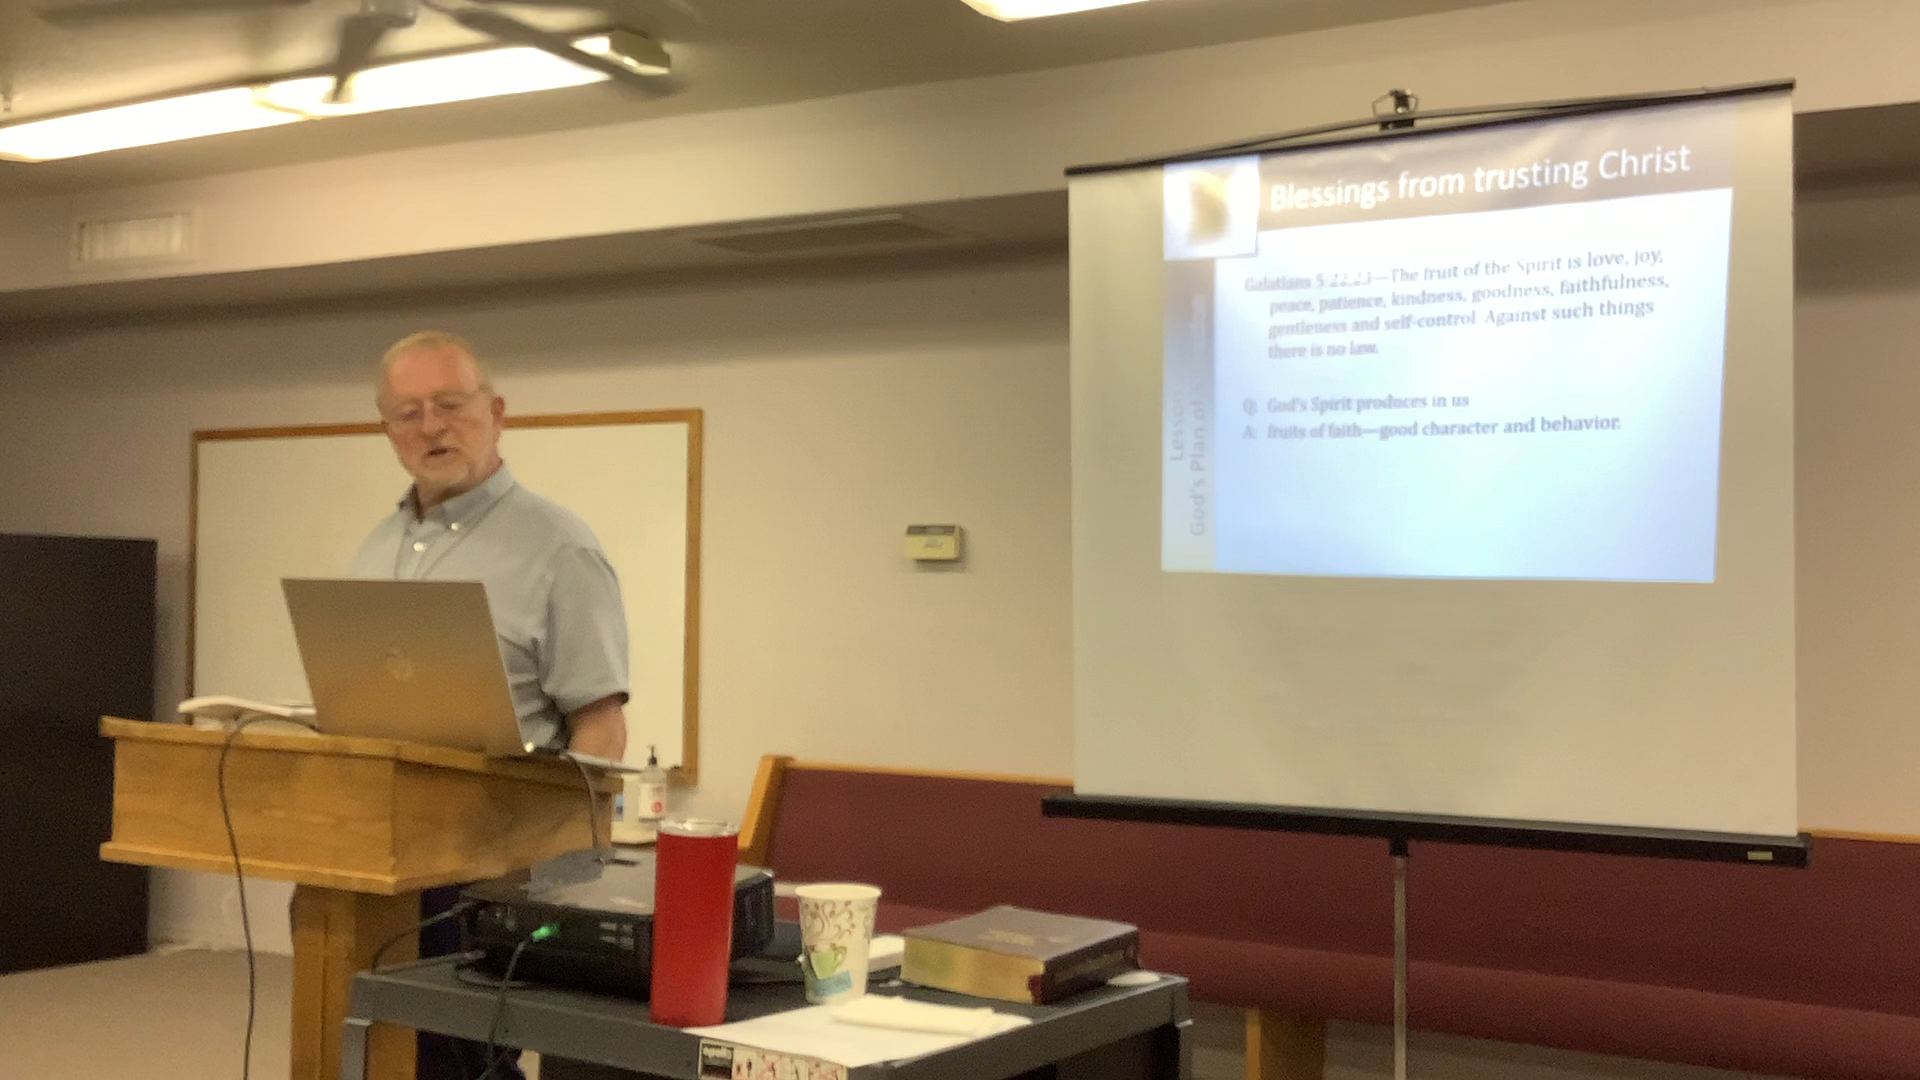 Blessings from trusting Christ
Galatians 5:22,23—The fruit of the Spirit is love, joy,
peace, patience, kindness, goodness, faithfulness,
gentleness and self-control. Against such things
there is no law.
Q: God's Spirit produces in us
A: fruits of faith—good character and behavior.
Lesson
God's Plan of